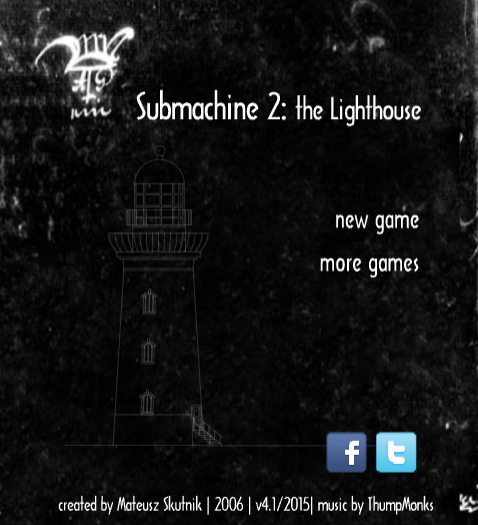 Submachine 2: the Lighthouse
new game
more games
created by Mateusz Skutnik | 2006 | v4.1/2015| music by ThumpMonks